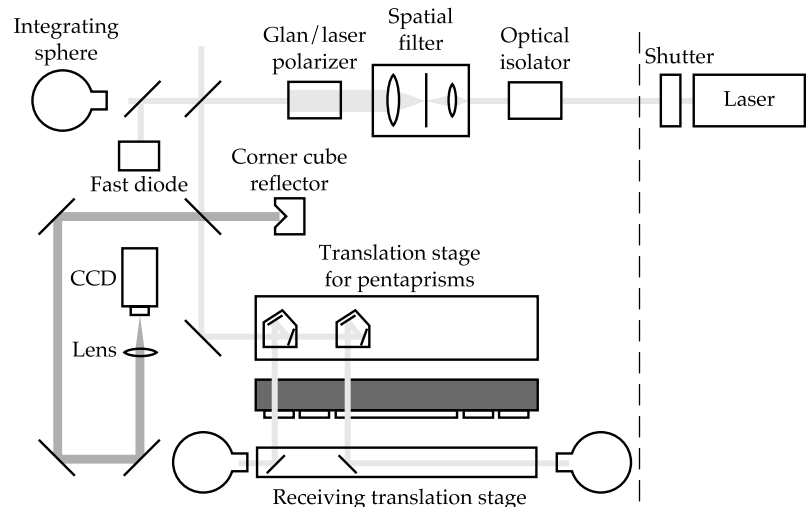 Integrating
sphere
Glan/laser
polarizer
Spatial
filter
Optical
isolator
Shutter
Laser
Fast diode
Corner cube
reflector
CCD
Translation stage
for pentaprisms
Lens
Receiving translation stage